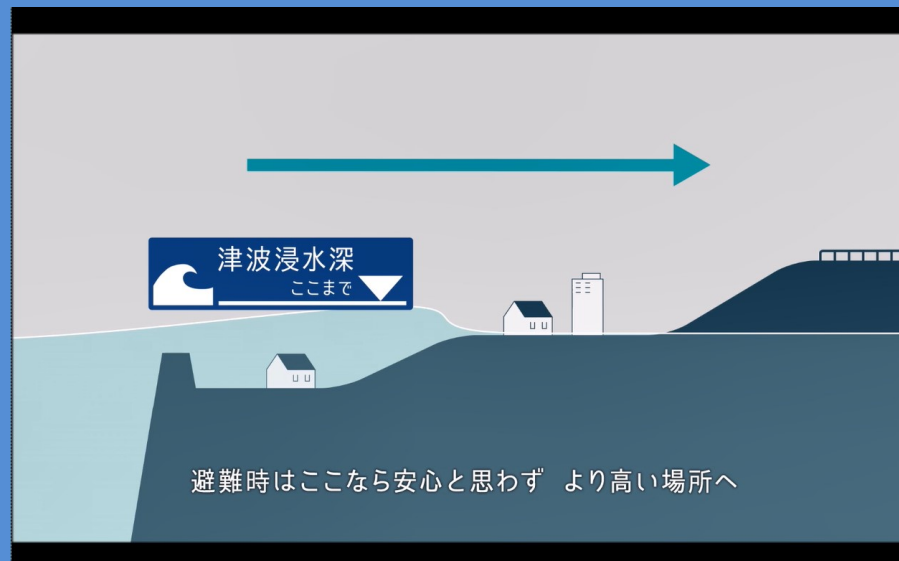 津波浸水深
ここまで
避難時はここなら安心と思わず より高い場所へ